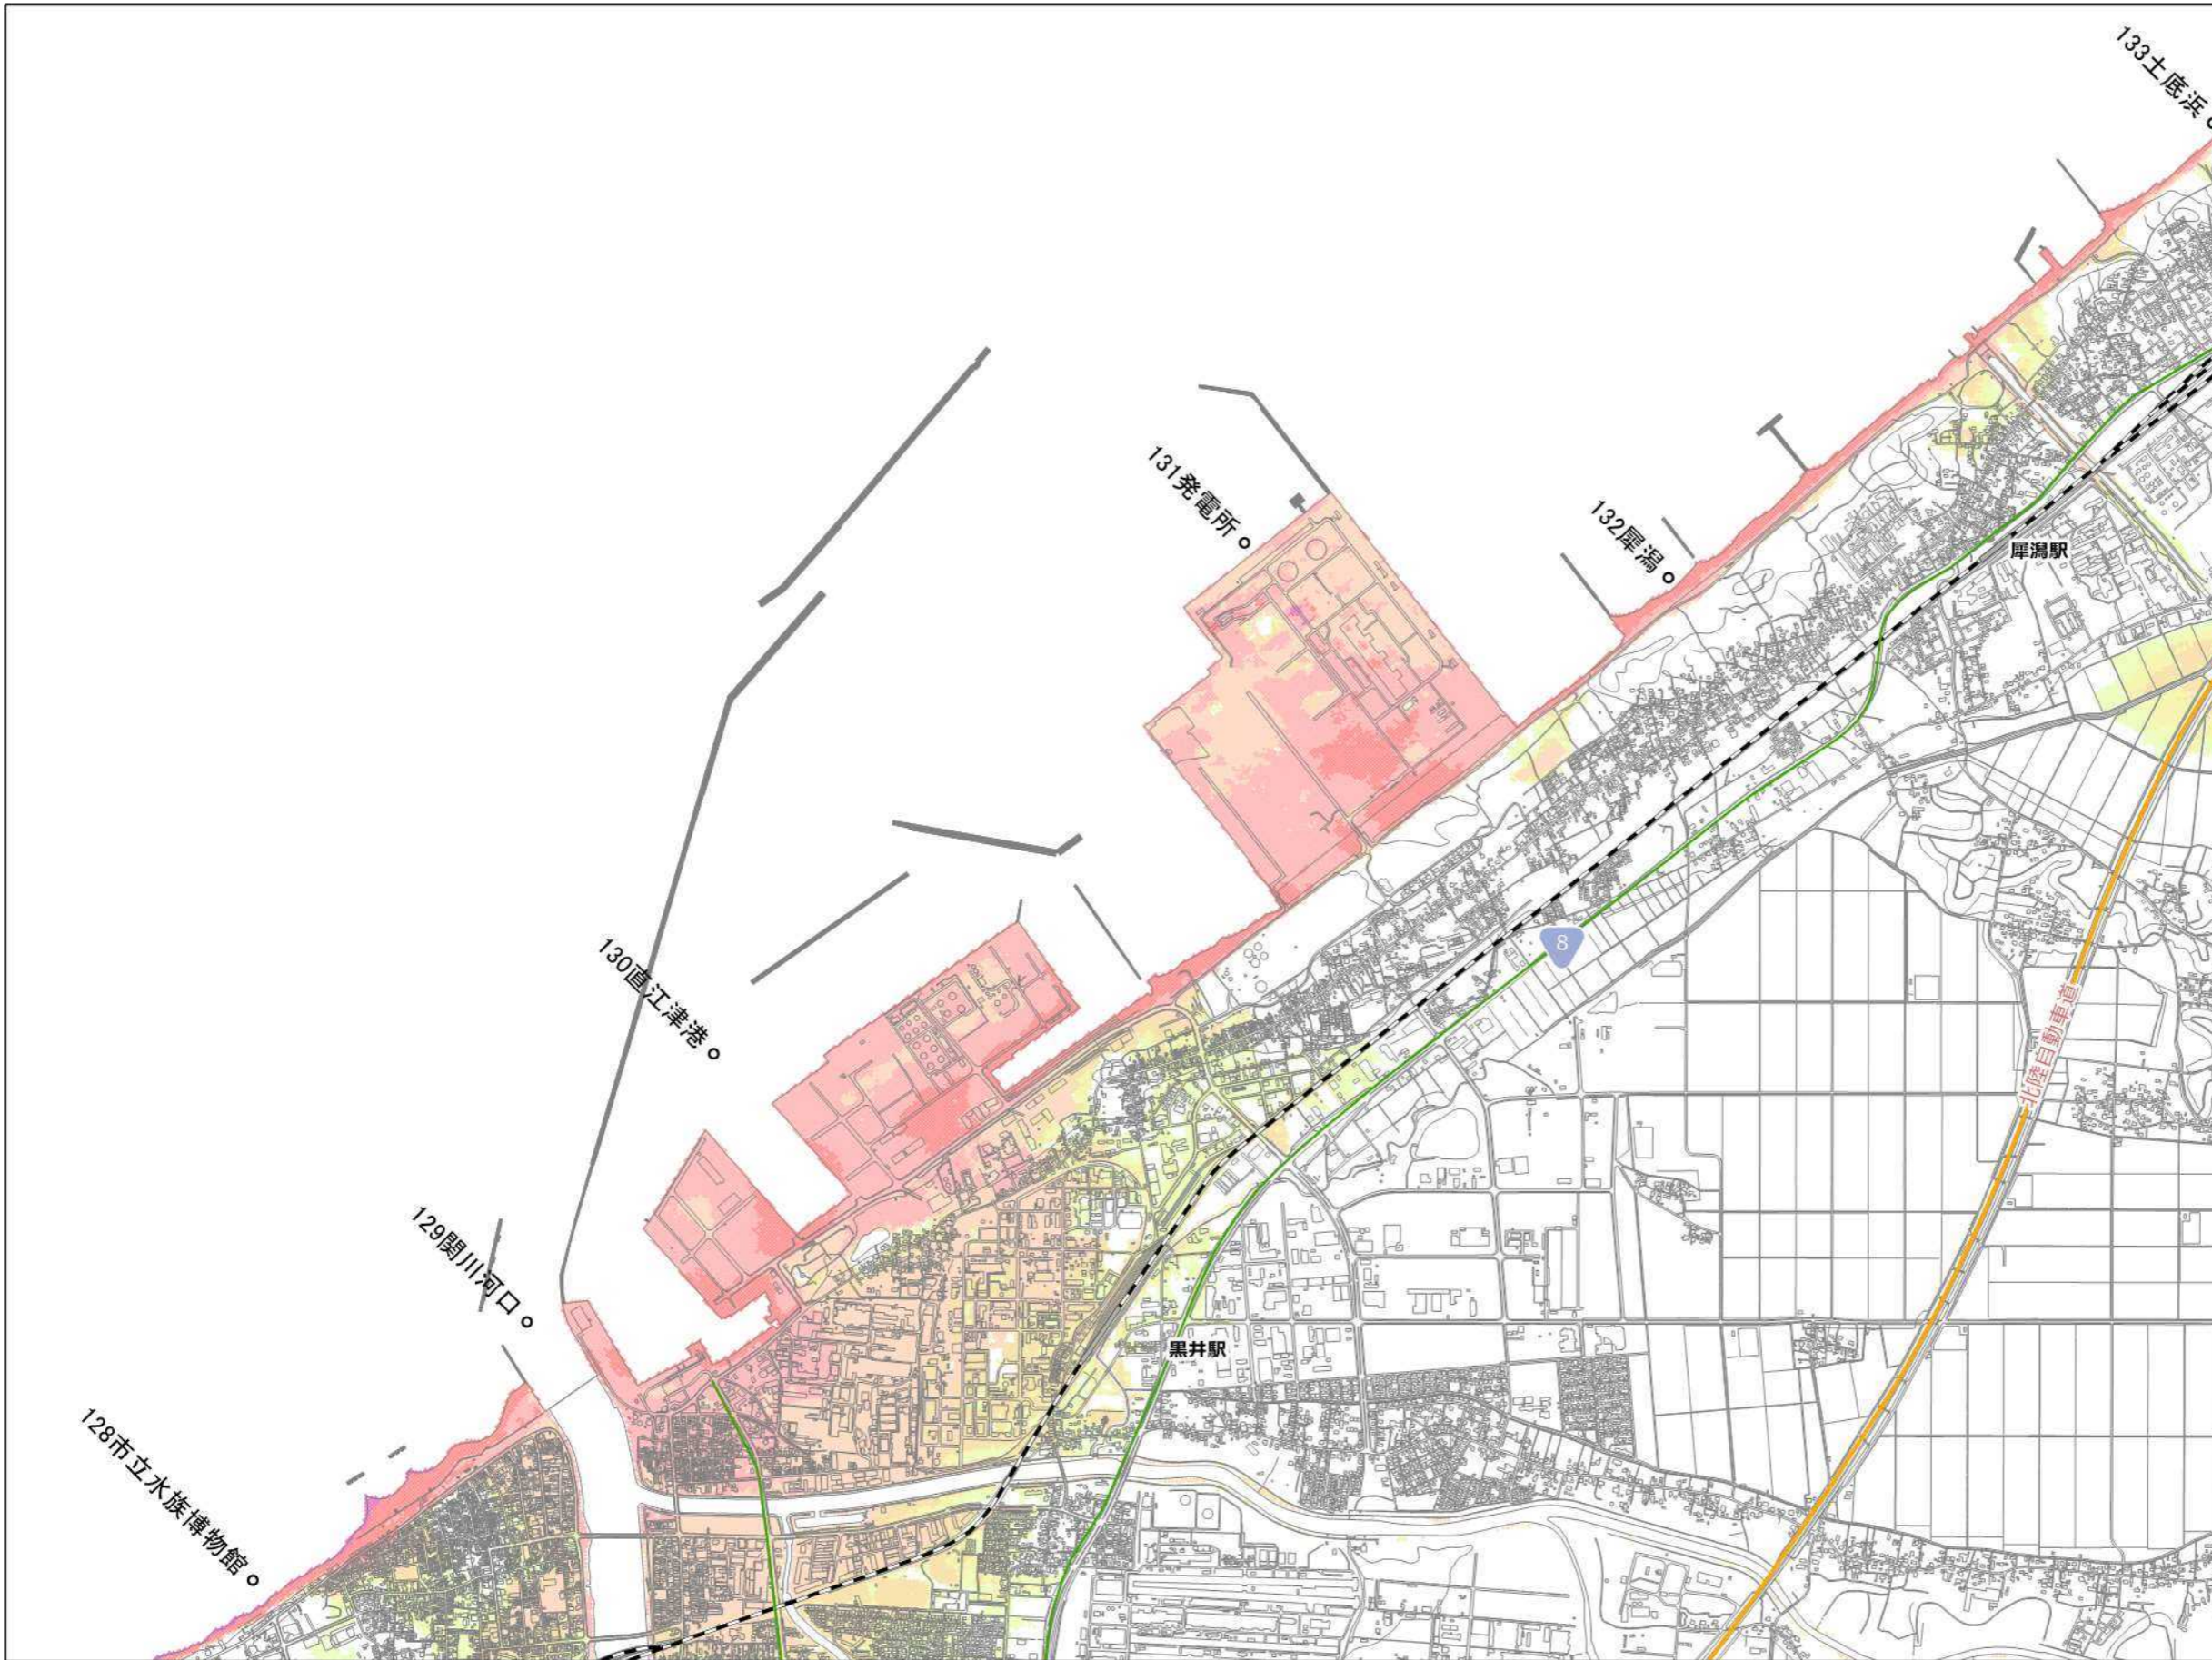 133土底浜
131発電所
132犀潟
犀潟駅
8
130直江津港
北陸自動車道
129関川河口
黒井駅
128市立水族博物館